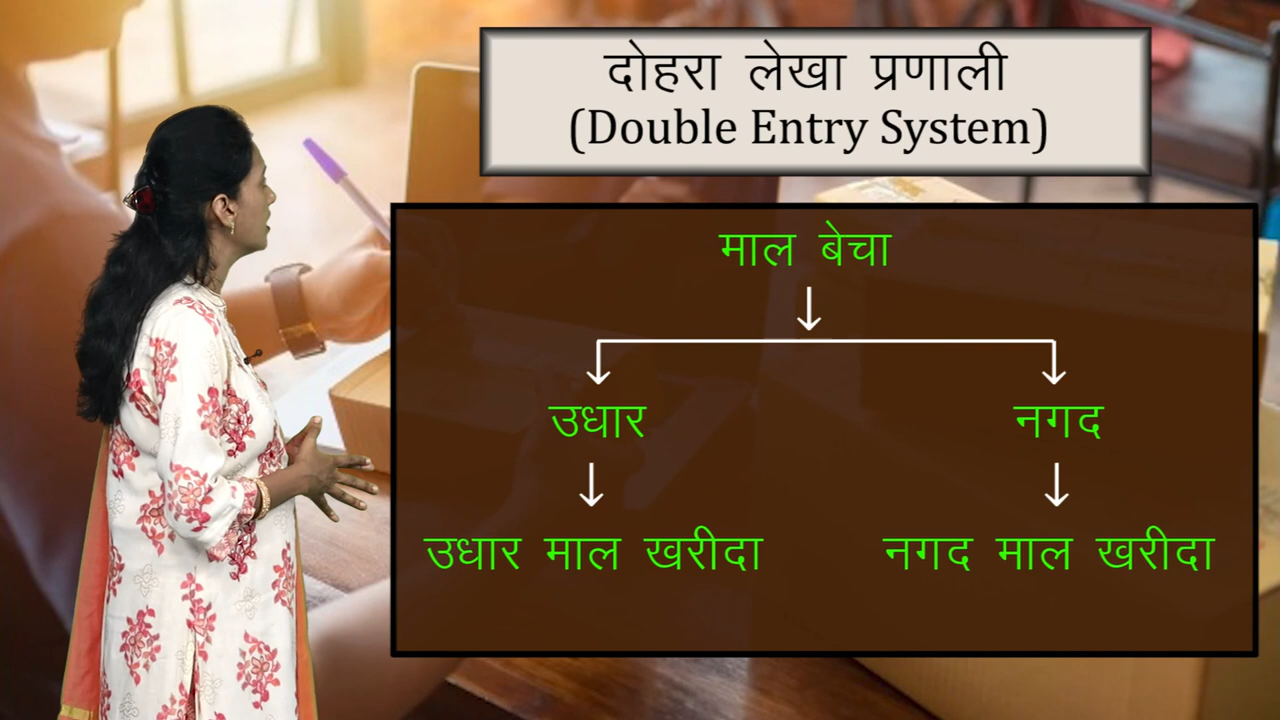 दोहरा लेखा प्रणाली
(Double Entry System)
माल बेचा
उधार
नगद
उधार माल खरीदा
नगद माल खरीदा